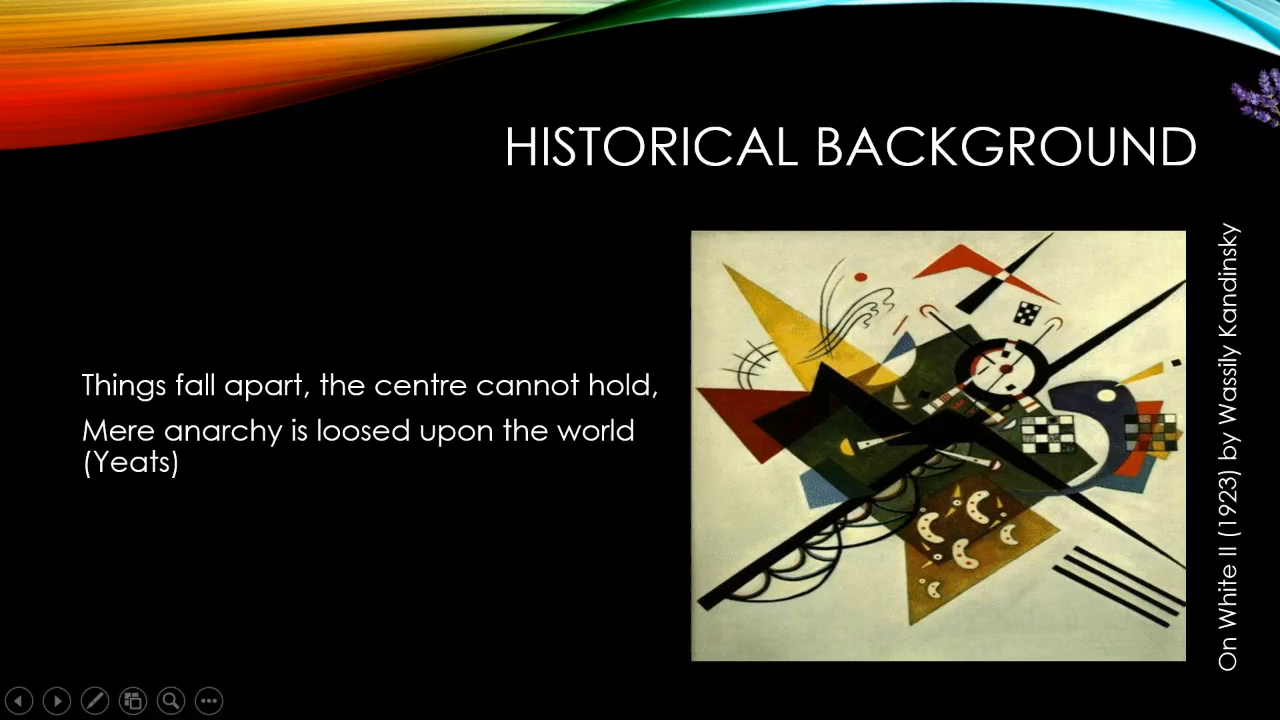 HISTORICAL BACKGROUND
Things fall apart, the centre cannot hold,
Mere anarchy is loosed upon the world
(Yeats)
On White II (1923) by Wassily Kandinsky